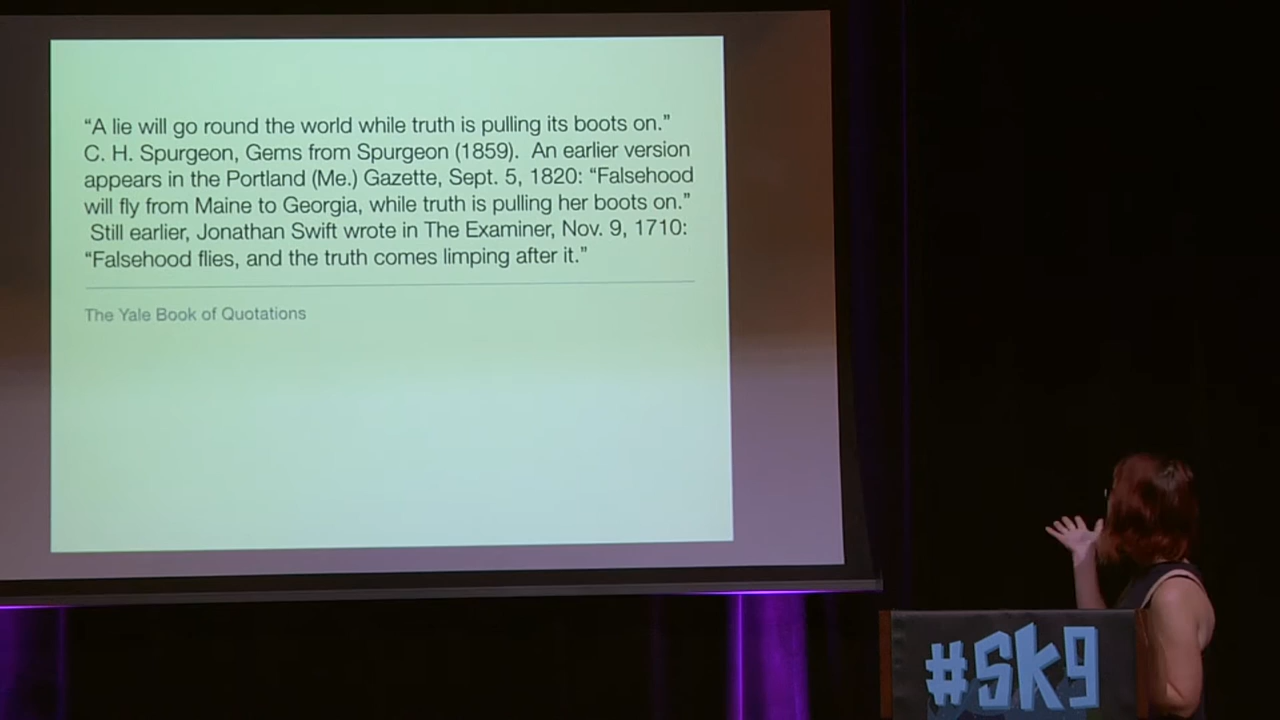 “A lie will go round the world while truth is pulling its boots on.”
C. H. Spurgeon, Gems from Spurgeon (1859).  An earlier version
appears in the Portland (Me.) Gazette, Sept. 5, 1820: “Falsehood
will fly from Maine to Georgia, while truth is pulling her boots on.”
Still earlier, Jonathan Swift wrote in The Examiner, Nov. 9, 1710:
“Falsehood flies, and the truth comes limping after it.”
The Yale Book of Quotations
#sk9